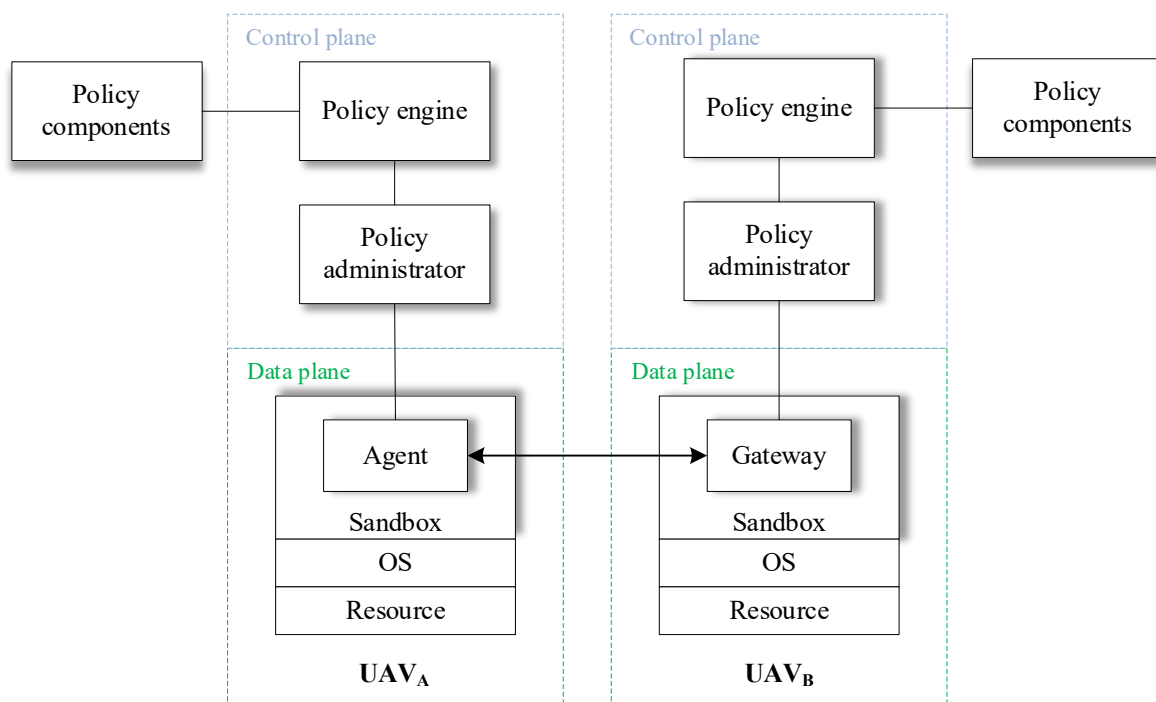 Control plane
Policy
components
Policy engine
Policy
administrator
Data plane
Agent
Sandbox
OS
Resource
UAVA
Control plane
Policy engine
Policy
components
Policy
administrator
Data plane
Gateway
Sandbox
OS
Resource
UAVB